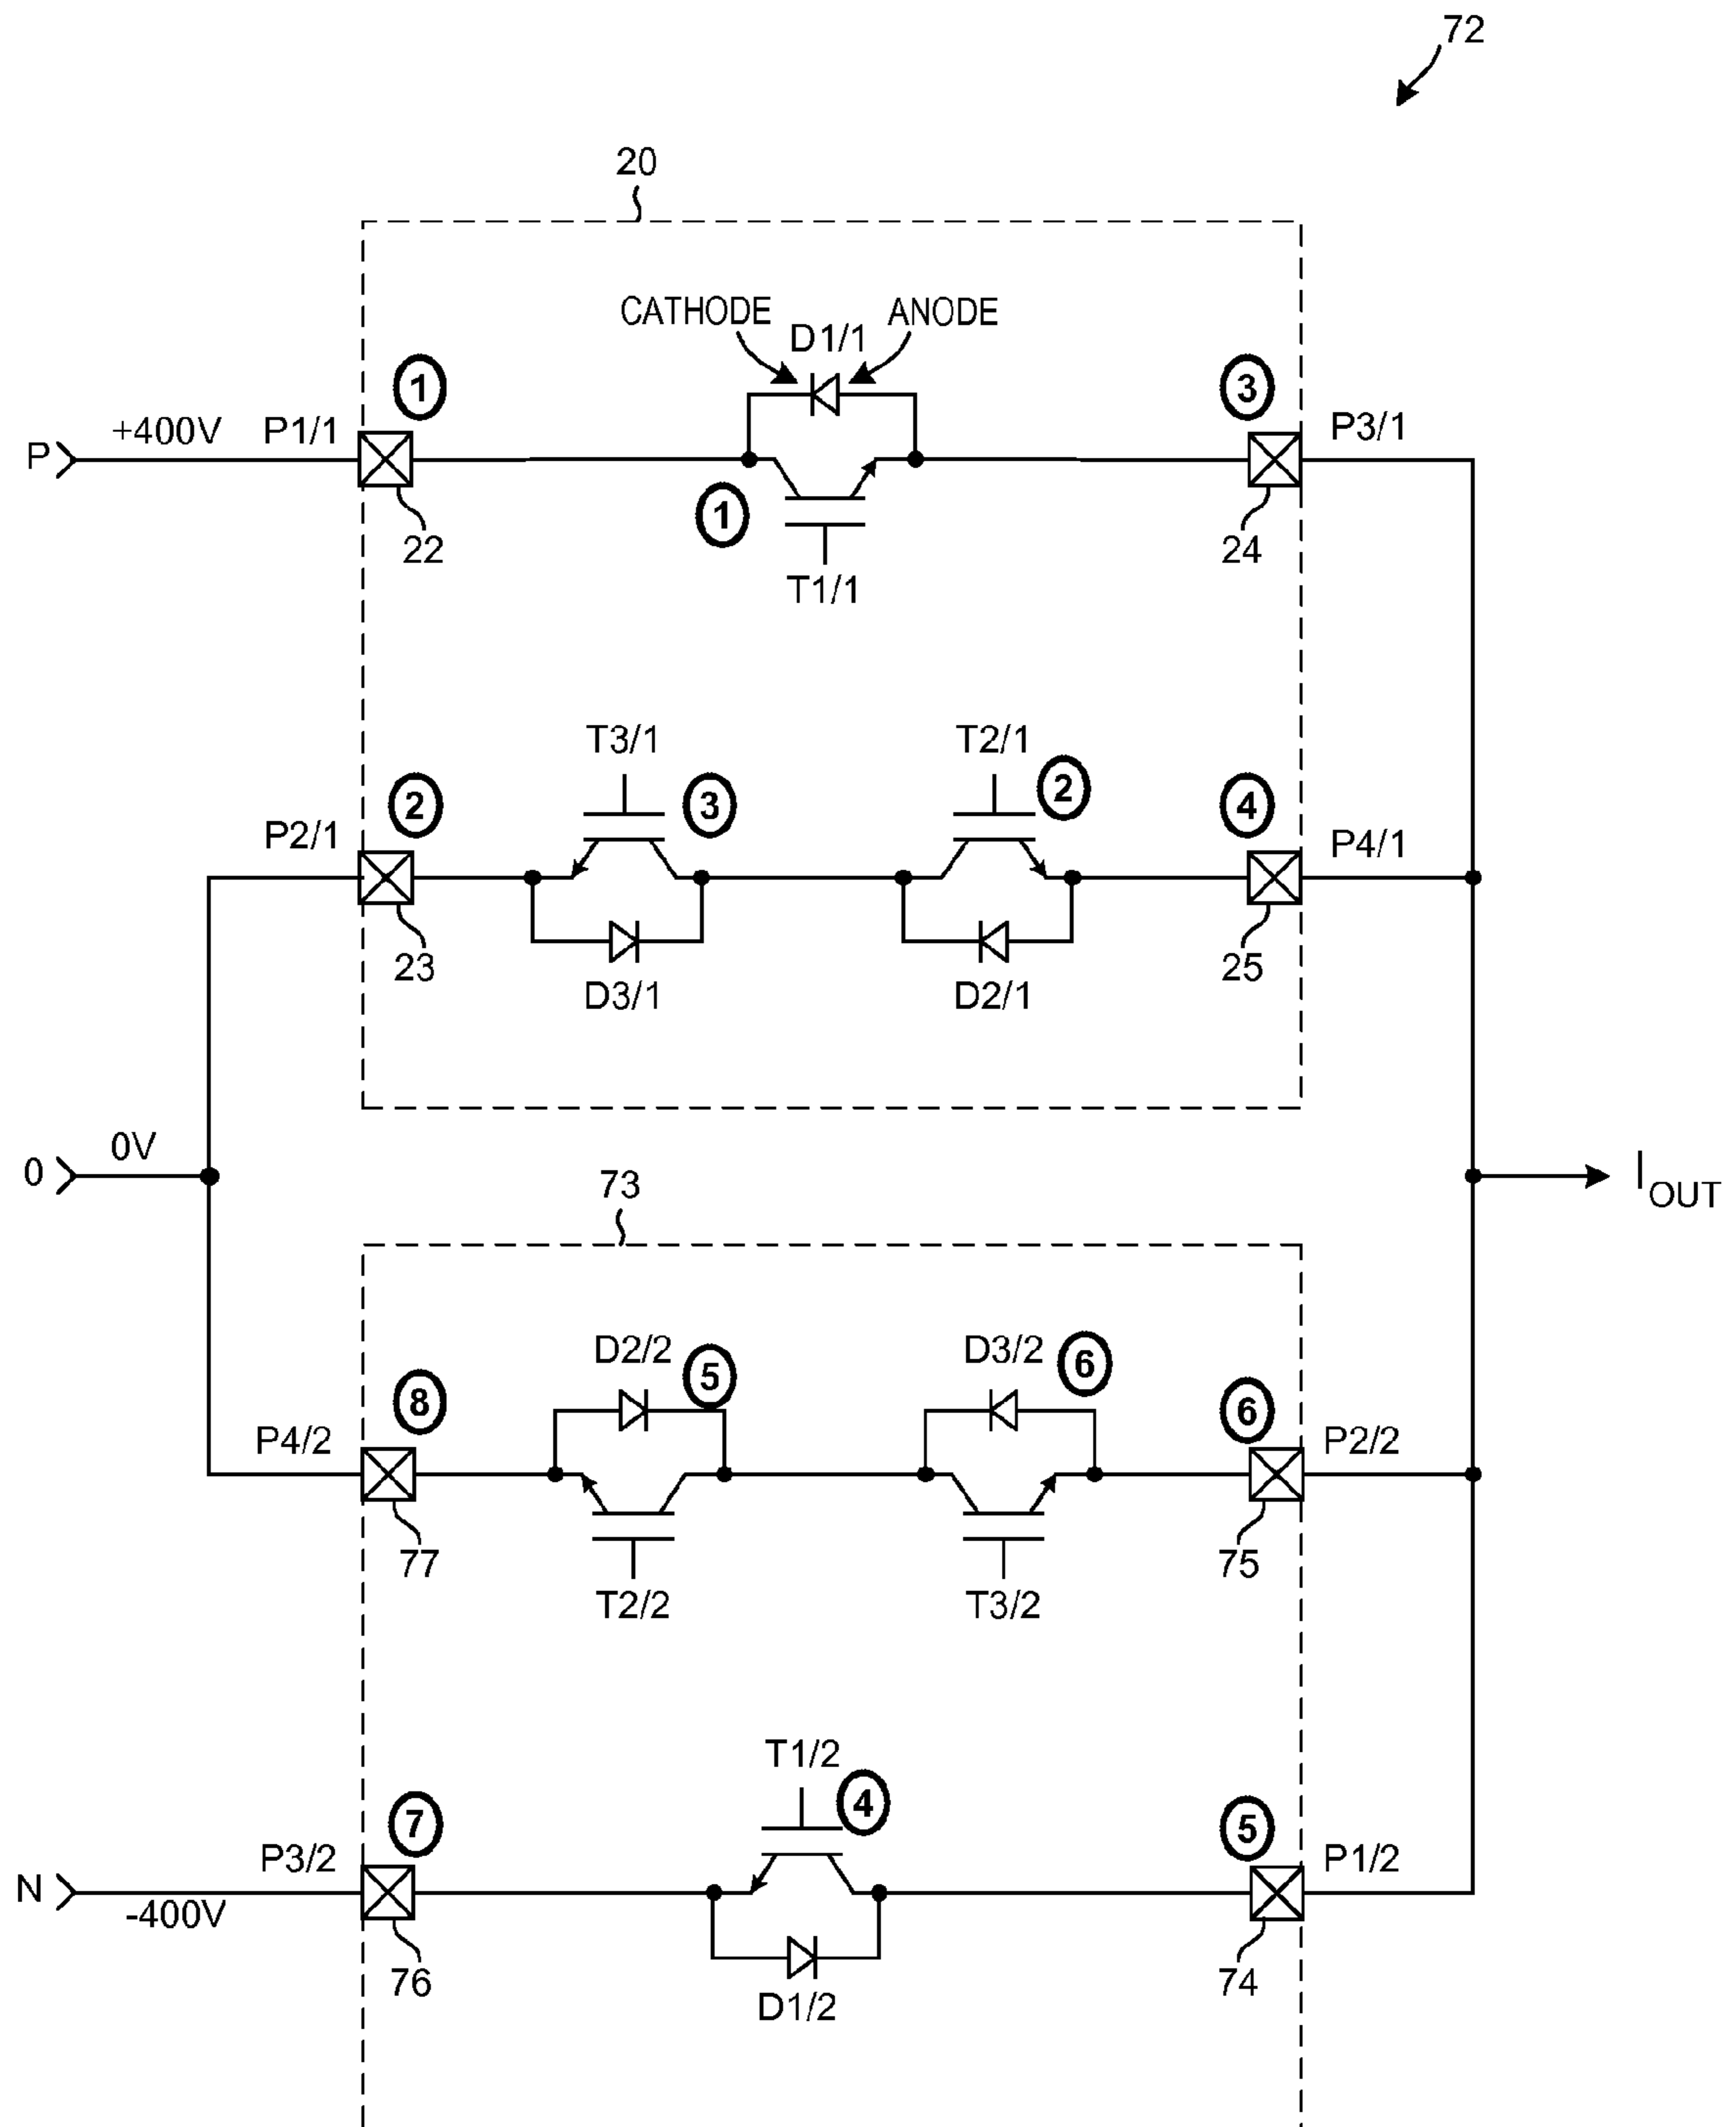 72
20
CATHODE
D1/1
ANODE
1
3
P
+400V
P1/1
P3/1
1
22
24
T1/1
T3/1
T2/1
2
3
2
4
P2/1
P4/1
23
25
D3/1
D2/1
0
0V
73
IOUT
D2/2
D3/2
8
5
6
6
P4/2
P2/2
77
75
T2/2
T3/2
T1/2
7
4
5
P3/2
P1/2
N
-400V
76
74
D1/2